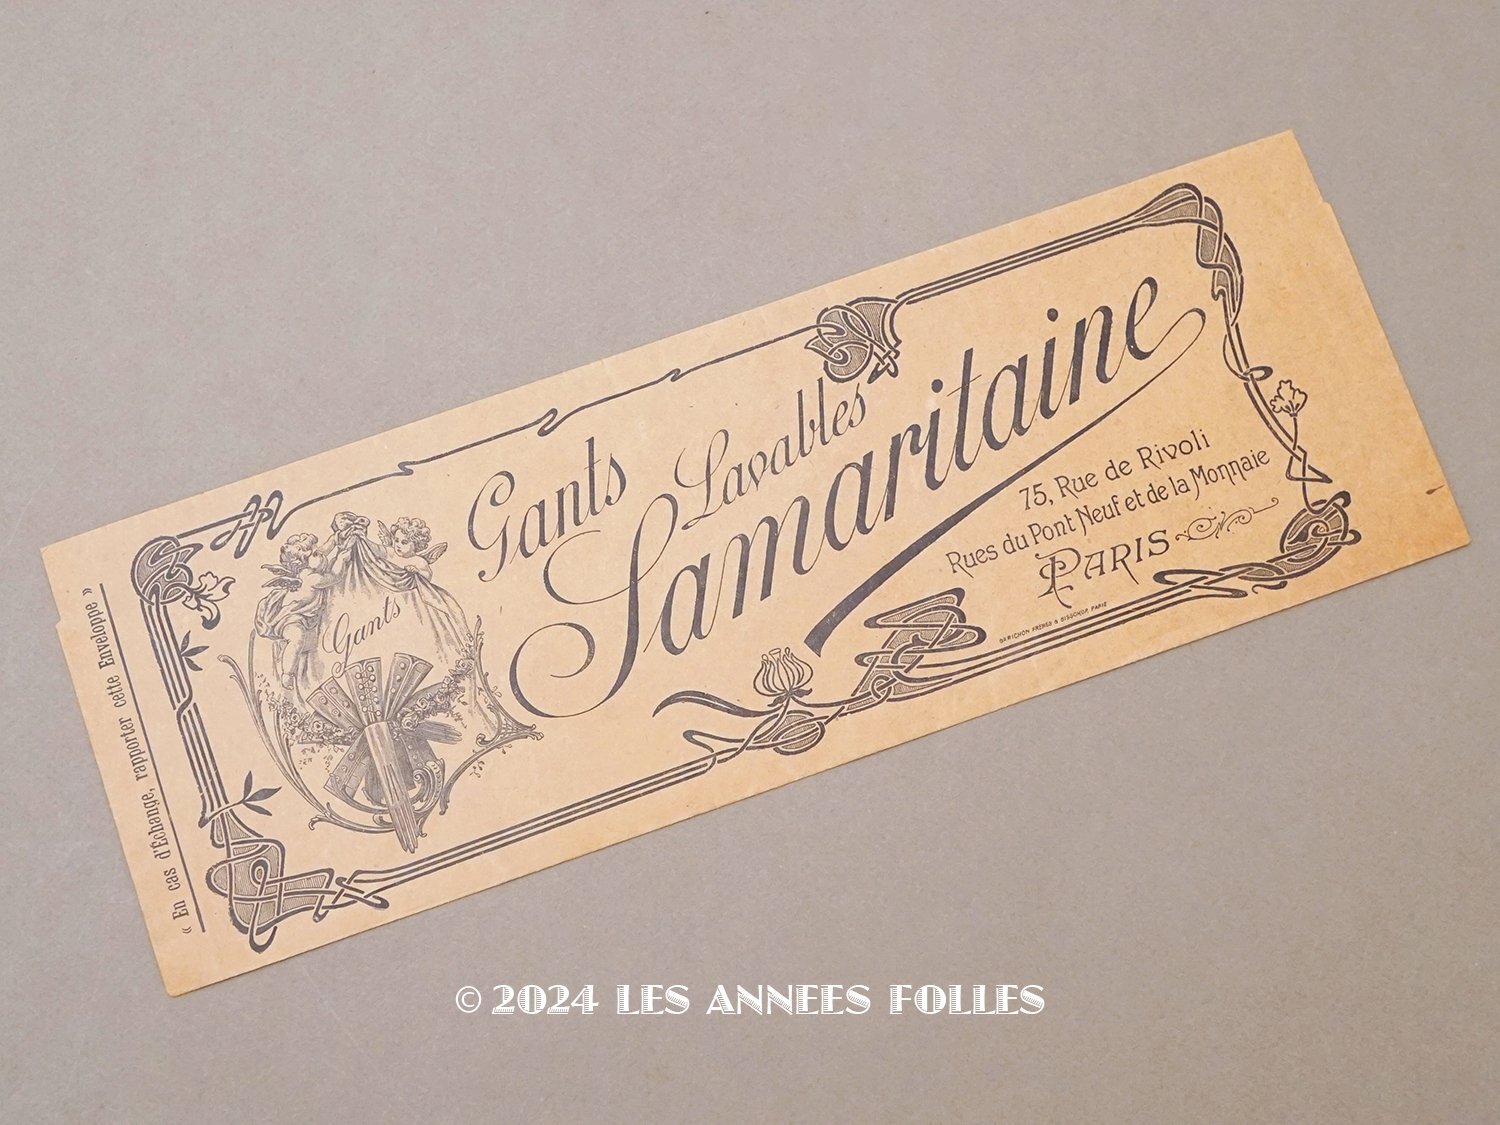 Gants Lavables
Samaritaine
75, Rue de Rivoli
Rues du Pont Neuf et de la Monnaie
PARIS
Gants
« En cas d'Échange, rapporter cette Enveloppe »
© 2024 LES ANNEES FOLLES